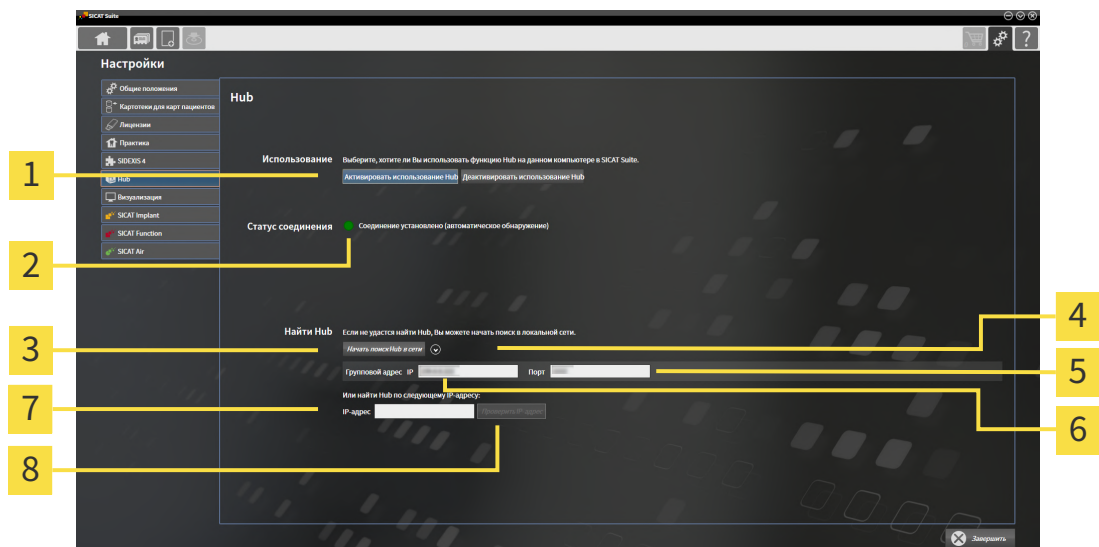 SICAT Suite
?
Настройки
Общие положения
Картотеки для карт пациентов
Лицензии
Практика
SIDEXIS 4
Hub
Визуализация
SICAT Implant
SICAT Function
SICAT Air
Hub
Использование
Выберите, хотите ли Вы использовать функцию Hub на данном компьютере в SICAT Suite.
Активировать использование Hub
Деактивировать использование Hub
Статус соединения
Соединение установлено (автоматическое обнаружение)
Найти Hub
Если не удастся найти Hub, Вы можете начать поиск в локальной сети.
Начать поискHub в сети
Групповой адрес IP
Порт
Или найти Hub по следующему IP-адресу:
IP-адрес
Проверить IP-адрес
Завершить
1
2
3
4
5
6
7
8